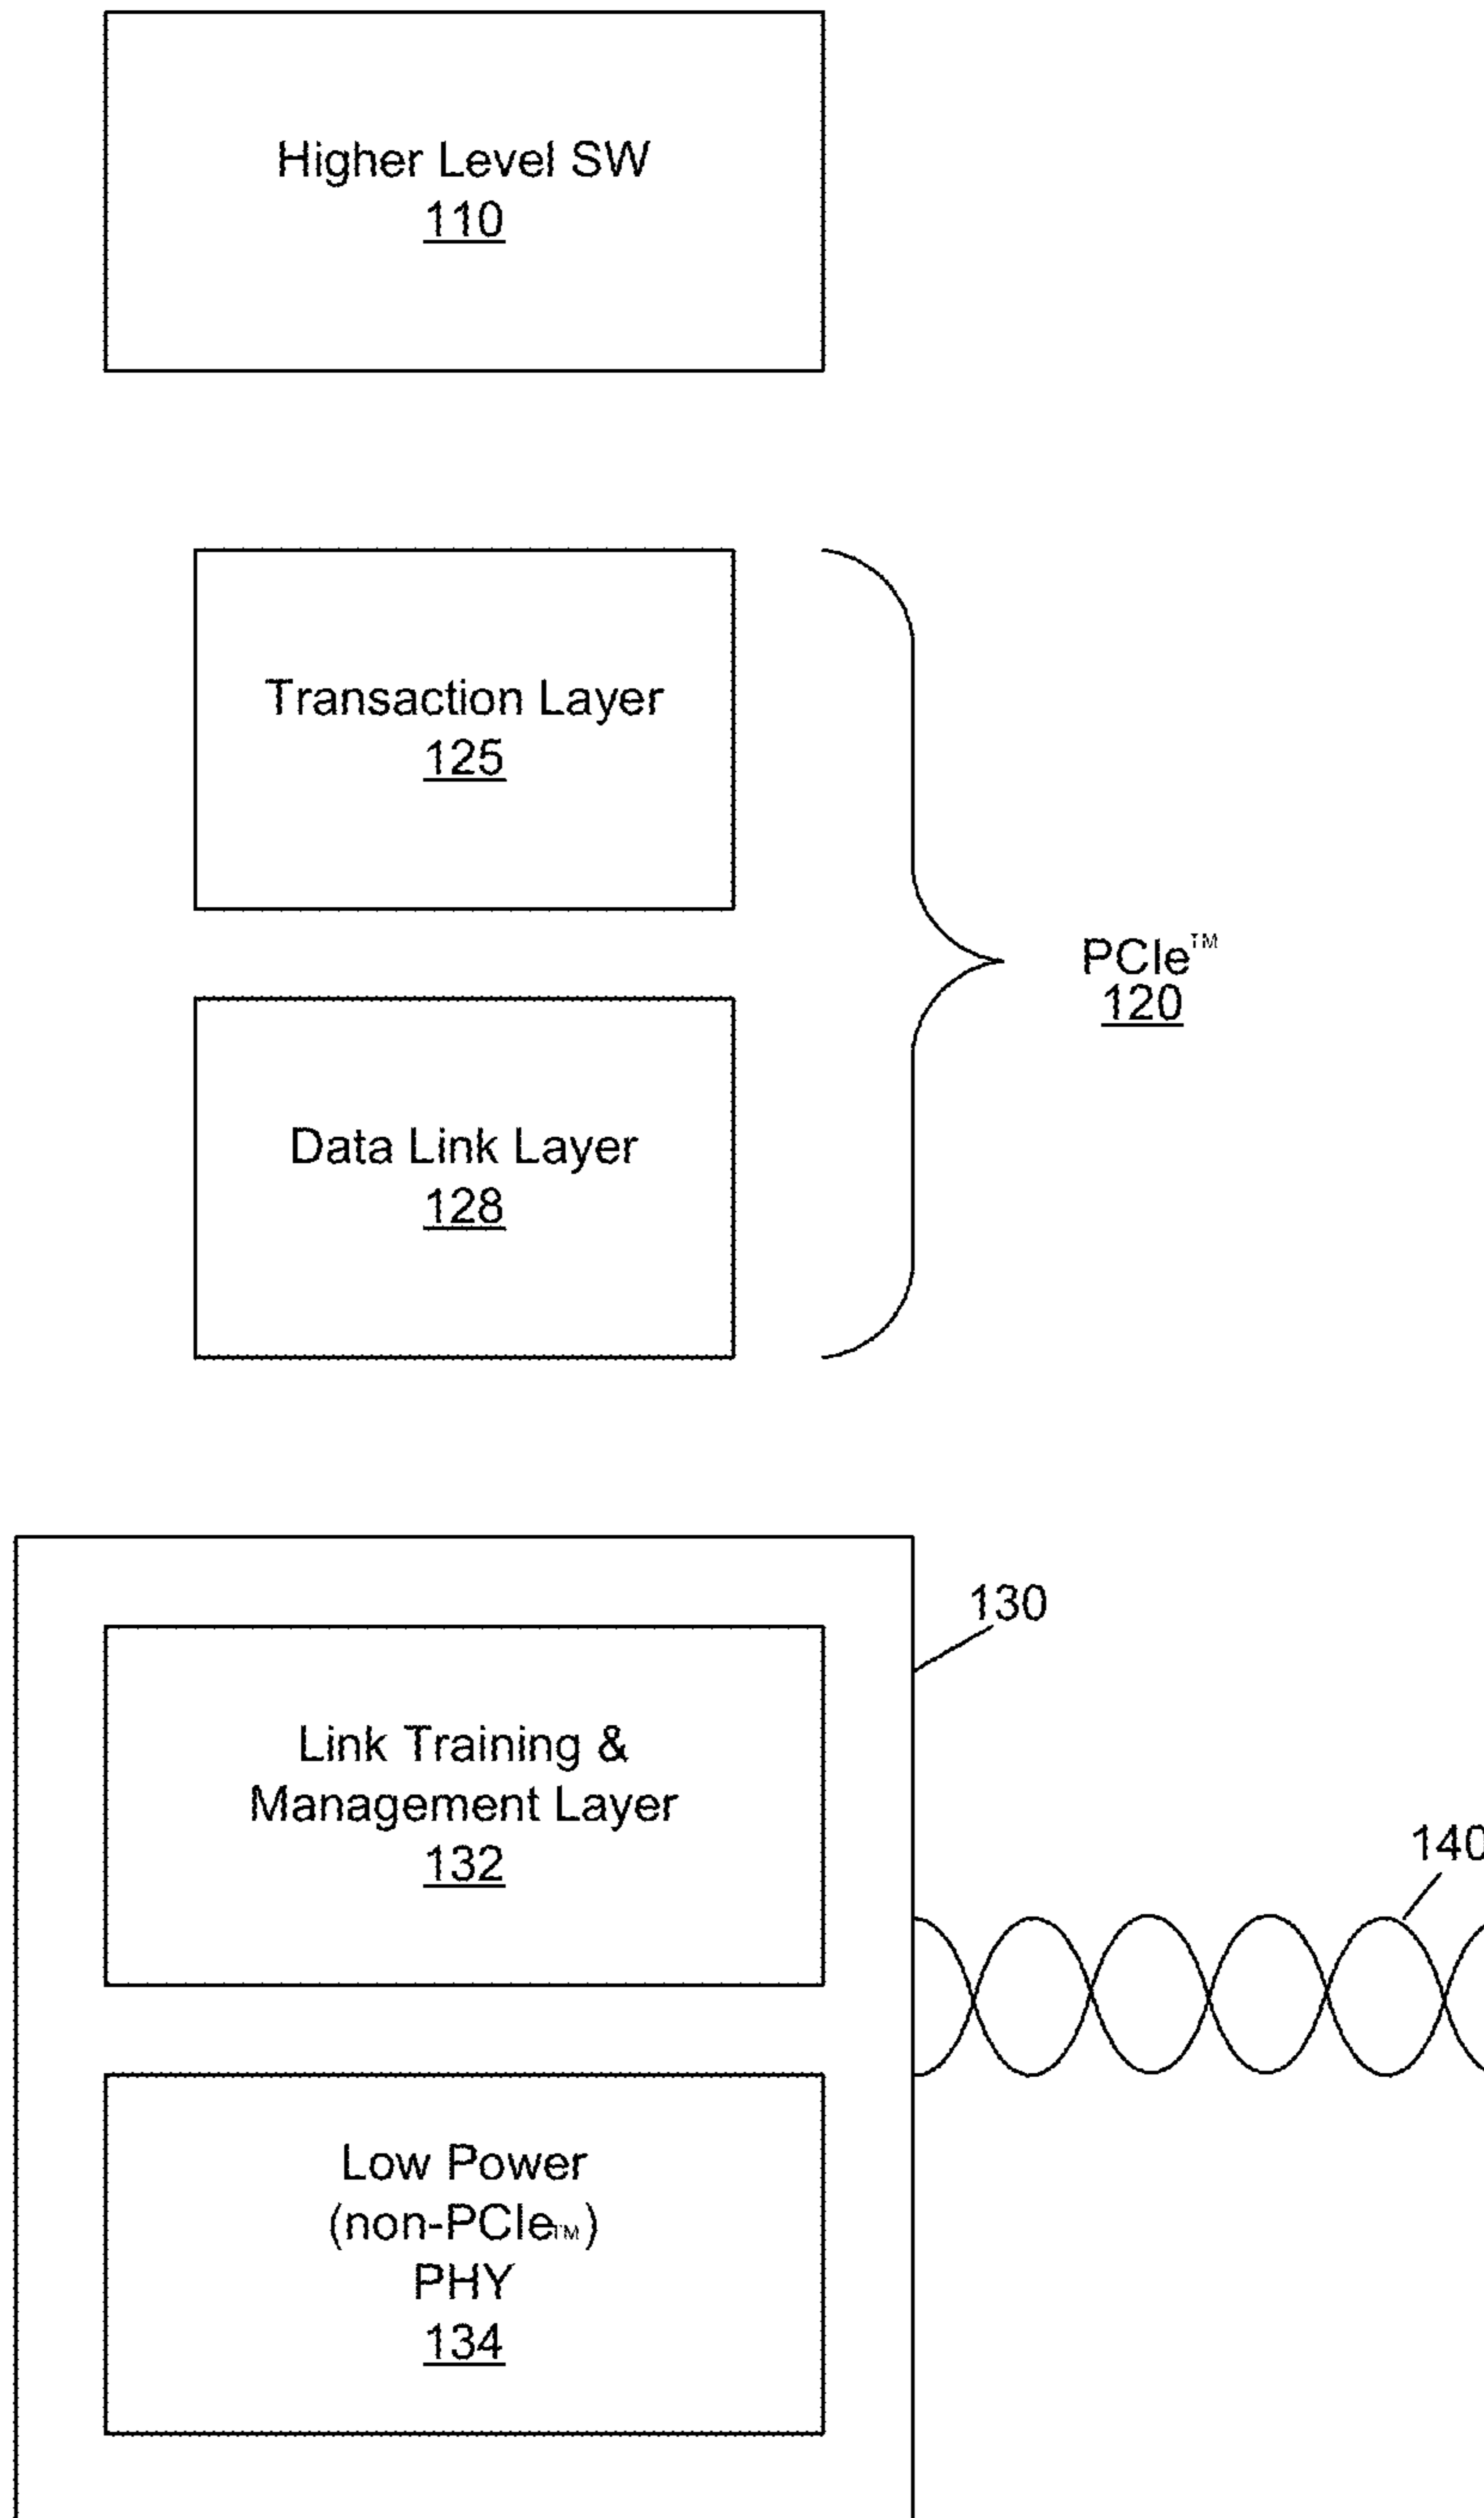 Higher Level SW
110
Transaction Layer
125
PCIe™
120
Data Link Layer
128
130
Link Training &
Management Layer
132
140
Low Power
(non-PCIe™)
PHY
134